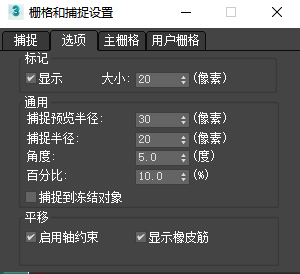 栅格和捕捉设置
捕捉 选项 主栅格 用户栅格
标记
显示 大小: 20 (像素)
通用
捕捉预览半径: 30 (像素)
捕捉半径: 20 (像素)
角度: 5.0 (度)
百分比: 10.0 (%)
捕捉到冻结对象
平移
启用轴约束 显示橡皮筋